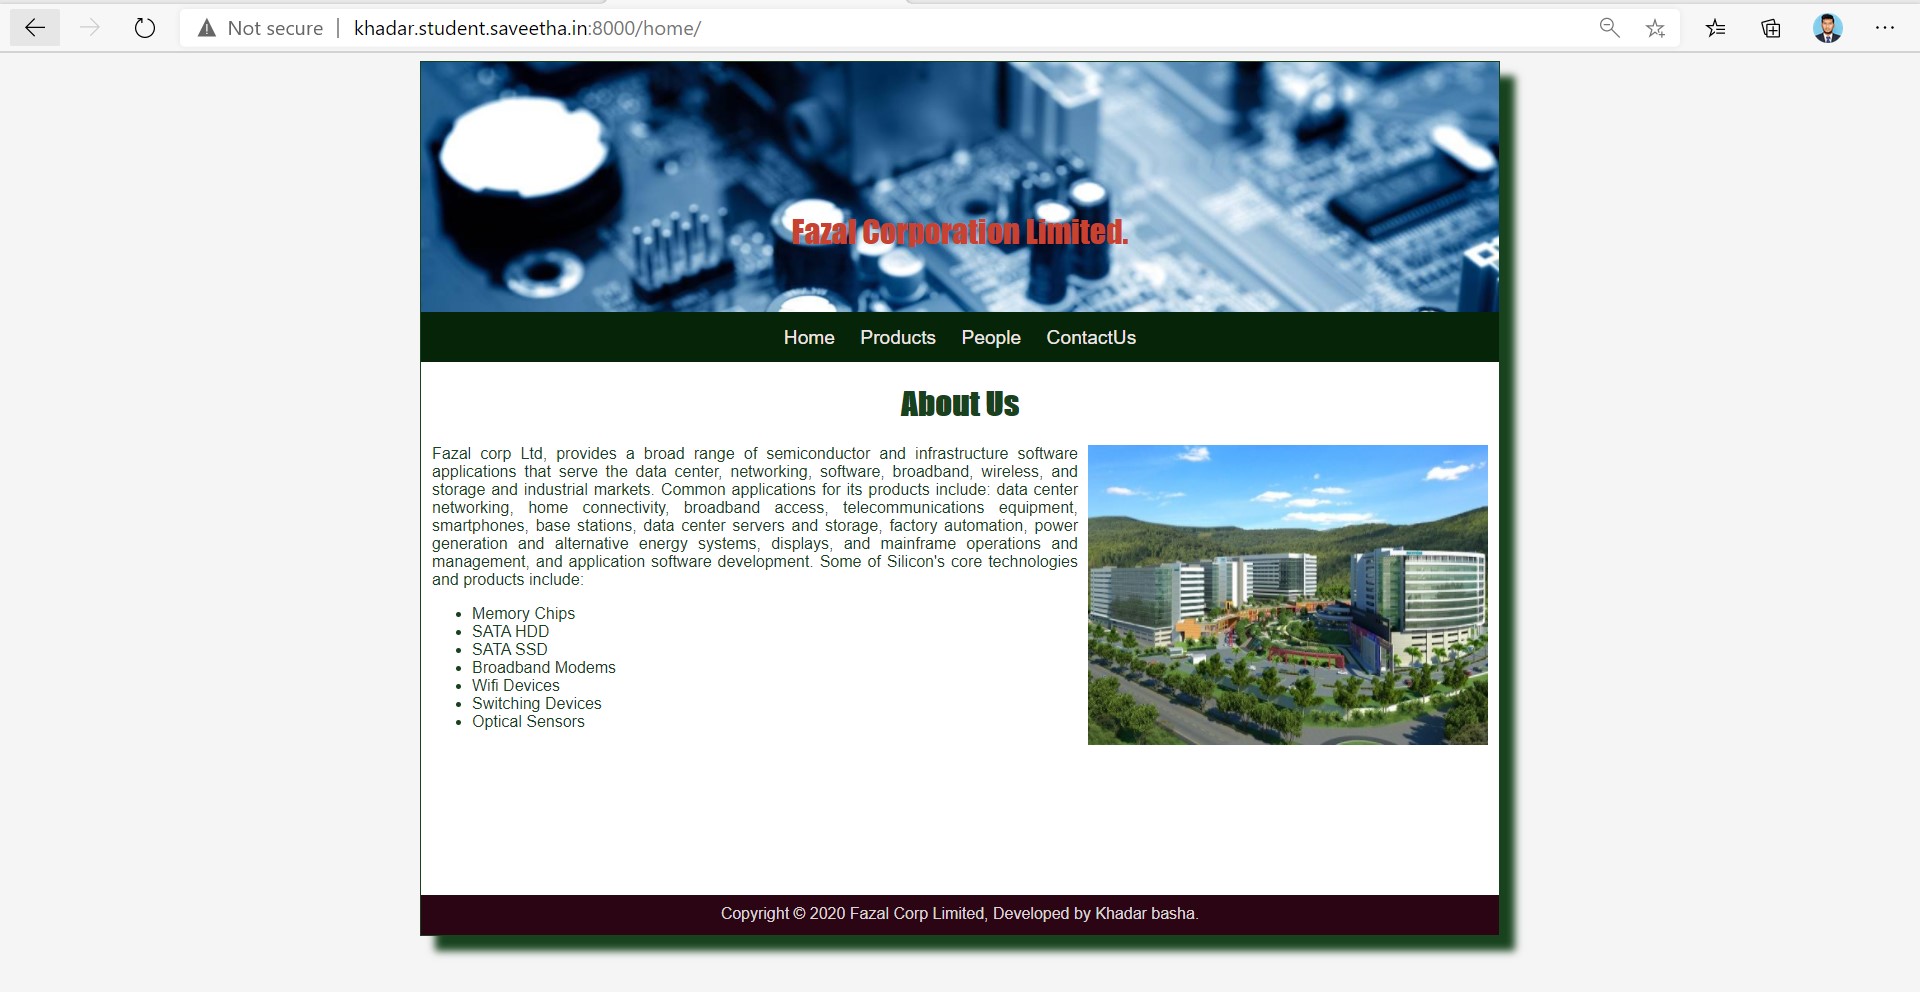 Not secure | khadar.student.saveetha.in:8000/home/
Fazal Corporation Limited.
Home Products People ContactUs
About Us
Fazal corp Ltd, provides a broad range of semiconductor and infrastructure software
applications that serve the data center, networking, software, broadband, wireless, and
storage and industrial markets. Common applications for its products include: data center
networking, home connectivity, broadband access, telecommunications equipment,
smartphones, base stations, data center servers and storage, factory automation, power
generation and alternative energy systems, displays, and mainframe operations and
management, and application software development. Some of Silicon's core technologies
and products include:
• Memory Chips
• SATA HDD
• SATA SSD
• Broadband Modems
• Wifi Devices
• Switching Devices
• Optical Sensors
Copyright © 2020 Fazal Corp Limited, Developed by Khadar basha.